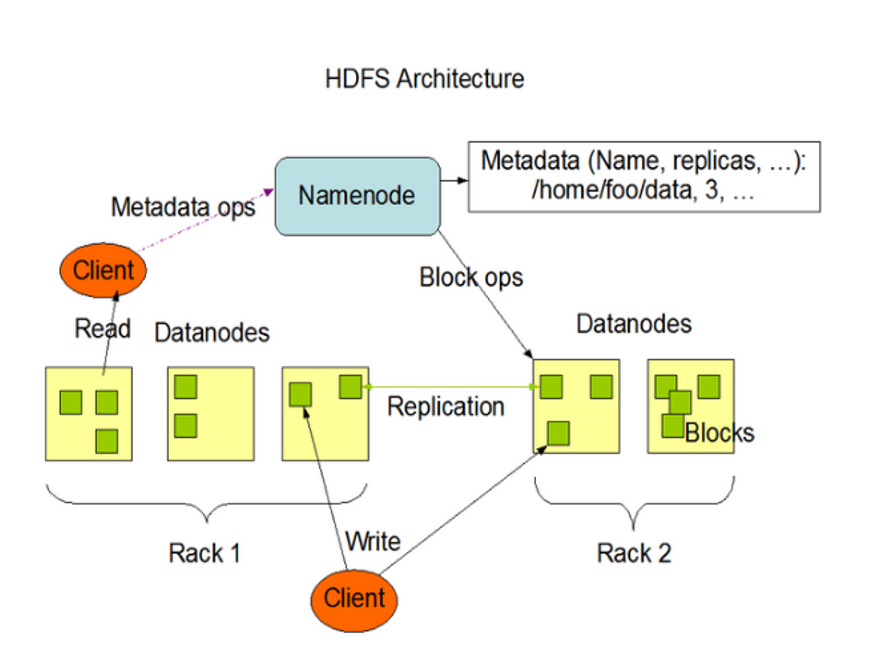 HDFS Architecture
Metadata (Name, replicas, ...):
/home/foo/data, 3, ...
Namenode
Metadata ops
Client
Block ops
Read
Datanodes
Datanodes
Replication
Blocks
Rack 1
Write
Rack 2
Client